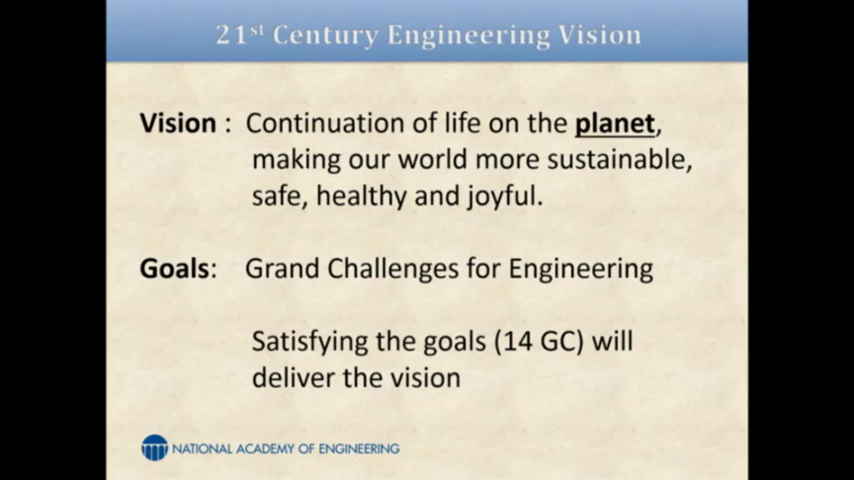 21st Century Engineering Vision
Vision : Continuation of life on the planet,
making our world more sustainable,
safe, healthy and joyful.
Goals: Grand Challenges for Engineering
Satisfying the goals (14 GC) will
deliver the vision
NATIONAL ACADEMY OF ENGINEERING